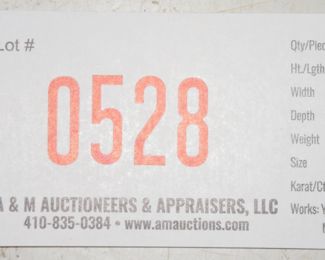 Lot #
0528
A & M AUCTIONEERS & APPRAISERS, LLC
410-835-0384 • www.amauctions.com
Qty/Piec
Ht./Lgth
Width
Depth
Weight
Size
Karat/Ct
Works: Y